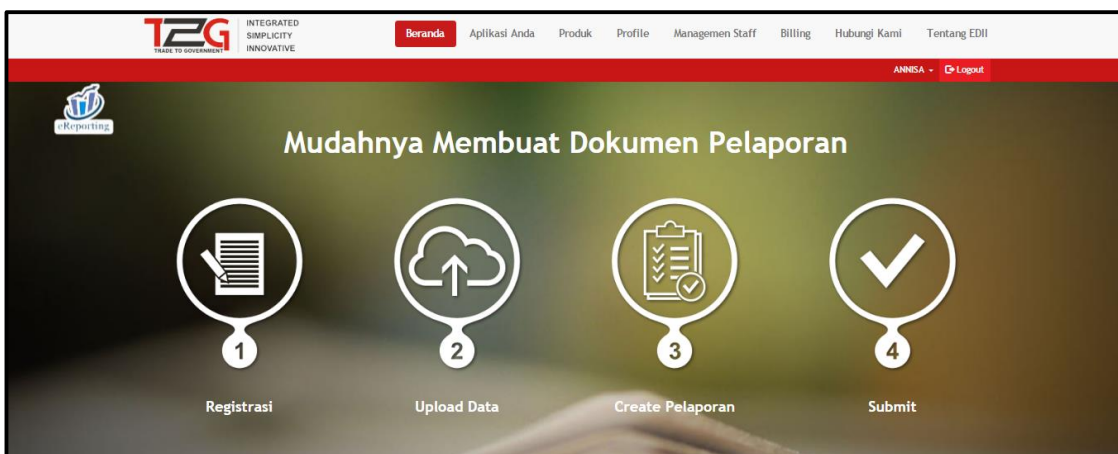 T2G
TRADE TO GOVERNMENT
INTEGRATED
SIMPLICITY
INNOVATIVE
Beranda Aplikasi Anda Produk Profile Managemen Staff Billing Hubungi Kami Tentang EDII
ANNISA Logout
eReporting
Mudahnya Membuat Dokumen Pelaporan
1 2 3 4
Registrasi Upload Data Create Pelaporan Submit